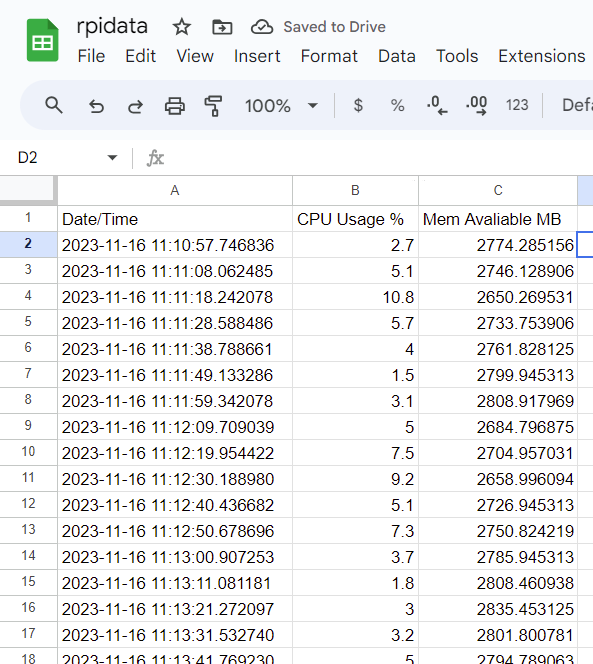 rpidata Saved to Drive
File Edit View Insert Format Data Tools Extensions
100% $ % .0 .00 123 Defa
D2 fx
A B C
1 Date/Time CPU Usage % Mem Avaliable MB
2 2023-11-16 11:10:57.746836 2.7 2774.285156
3 2023-11-16 11:11:08.062485 5.1 2746.128906
4 2023-11-16 11:11:18.242078 10.8 2650.269531
5 2023-11-16 11:11:28.588486 5.7 2733.753906
6 2023-11-16 11:11:38.788661 4 2761.828125
7 2023-11-16 11:11:49.133286 1.5 2799.945313
8 2023-11-16 11:11:59.342078 3.1 2808.917969
9 2023-11-16 11:12:09.709039 5 2684.796875
10 2023-11-16 11:12:19.954422 7.5 2704.957031
11 2023-11-16 11:12:30.188980 9.2 2658.996094
12 2023-11-16 11:12:40.436682 5.1 2726.945313
13 2023-11-16 11:12:50.678696 7.3 2750.824219
14 2023-11-16 11:13:00.907253 3.7 2785.945313
15 2023-11-16 11:13:11.081181 1.8 2808.460938
16 2023-11-16 11:13:21.272097 3 2835.453125
17 2023-11-16 11:13:31.532740 3.2 2801.800781
18 2023-11-16 11:13:41.769230 5 2794.789063